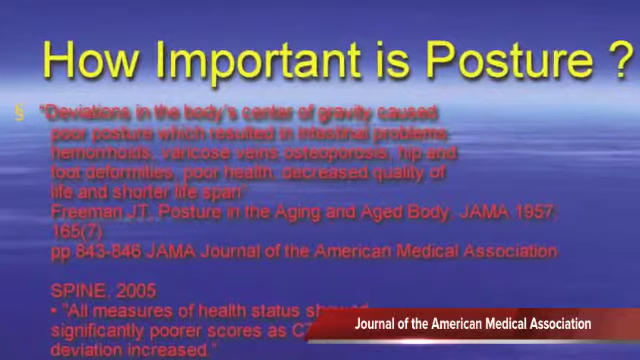 How Important is Posture ?
§ "Deviations in the body's center of gravity caused
poor posture which resulted in intestinal problems
hemorrhoids, varicose veins osteoporosis, hip and
foot deformities, poor health, decreased quality of
life and shorter life span"
Freeman JT. Posture in the Aging and Aged Body. JAMA 1957;
165(7)
pp 843-846 JAMA Journal of the American Medical Association
SPINE, 2005
• "All measures of health status showed
significantly poorer scores as C7
deviation increased."
Journal of the American Medical Association